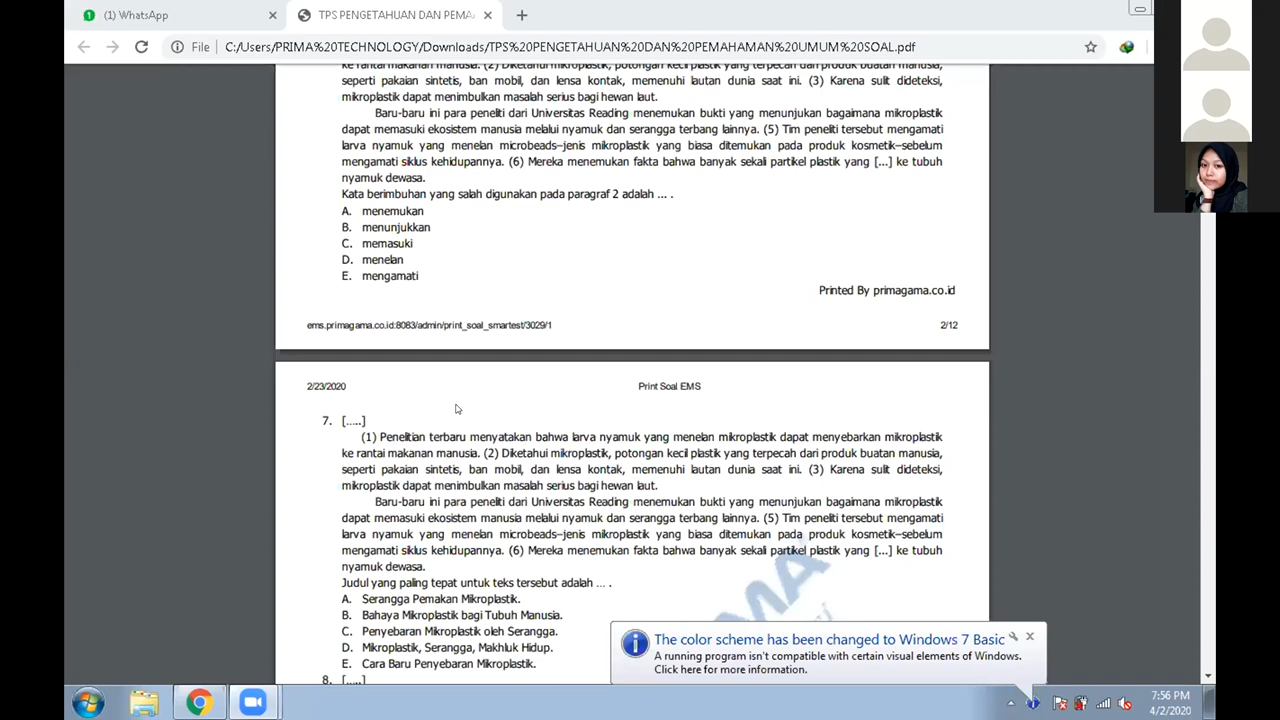 (1) WhatsApp
TPS PENGETAHUAN DAN PEMA
File
C:/Users/PRIMA%20TECHNOLOGY/Downloads/TPS%20PENGETAHUAN%20DAN%20PEMAHAMAN%20UMUM%20SOAL.pdf
ke rantai makanan manusia. (2) Diketahui mikroplastik, potongan kecil plastik yang terpecah dari produk buatan manusia,
seperti pakaian sintetis, ban mobil, dan lensa kontak, memenuhi lautan dunia saat ini. (3) Karena sulit dideteksi,
mikroplastik dapat menimbulkan masalah serius bagi hewan laut.
Baru-baru ini para peneliti dari Universitas Reading menemukan bukti yang menunjukan bagaimana mikroplastik
dapat memasuki ekosistem manusia melalui nyamuk dan serangga terbang lainnya. (5) Tim peneliti tersebut mengamati
larva nyamuk yang menelan microbeads–jenis mikroplastik yang biasa ditemukan pada produk kosmetik–sebelum
mengamati siklus kehidupannya. (6) Mereka menemukan fakta bahwa banyak sekali partikel plastik yang [...] ke tubuh
nyamuk dewasa.
Kata berimbuhan yang salah digunakan pada paragraf 2 adalah ... .
A. menemukan
B. menunjukkan
C. memasuki
D. menelan
E. mengamati
Printed By primagama.co.id
ems.primagama.co.id:8083/admin/print_soal_smartest/3029/1
2/12
2/23/2020
Print Soal EMS
7. [.....]
(1) Penelitian terbaru menyatakan bahwa larva nyamuk yang menelan mikroplastik dapat menyebarkan mikroplastik
ke rantai makanan manusia. (2) Diketahui mikroplastik, potongan kecil plastik yang terpecah dari produk buatan manusia,
seperti pakaian sintetis, ban mobil, dan lensa kontak, memenuhi lautan dunia saat ini. (3) Karena sulit dideteksi,
mikroplastik dapat menimbulkan masalah serius bagi hewan laut.
Baru-baru ini para peneliti dari Universitas Reading menemukan bukti yang menunjukan bagaimana mikroplastik
dapat memasuki ekosistem manusia melalui nyamuk dan serangga terbang lainnya. (5) Tim peneliti tersebut mengamati
larva nyamuk yang menelan microbeads–jenis mikroplastik yang biasa ditemukan pada produk kosmetik–sebelum
mengamati siklus kehidupannya. (6) Mereka menemukan fakta bahwa banyak sekali partikel plastik yang [...] ke tubuh
nyamuk dewasa.
Judul yang paling tepat untuk teks tersebut adalah ... .
A. Serangga Pemakan Mikroplastik.
B. Bahaya Mikroplastik bagi Tubuh Manusia.
C. Penyebaran Mikroplastik oleh Serangga.
D. Mikroplastik, Serangga, Makhluk Hidup.
E. Cara Baru Penyebaran Mikroplastik.
8. [.....]
The color scheme has been changed to Windows 7 Basic
A running program isn't compatible with certain visual elements of Windows.
Click here for more information.
7:56 PM
4/2/2020